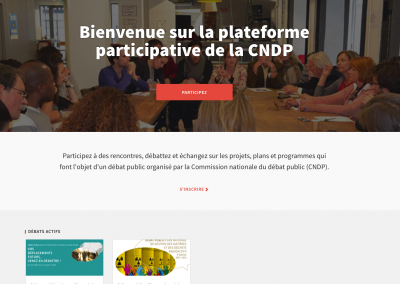 Bienvenue sur la plateforme
participative de la CNDP
PARTICIPEZ
Participez à des rencontres, débattez et échangez sur les projets, plans et programmes qui
font l'objet d'un débat public organisé par la Commission nationale du débat public (CNDP).
S'INSCRIRE
DÉBATS ACTIFS